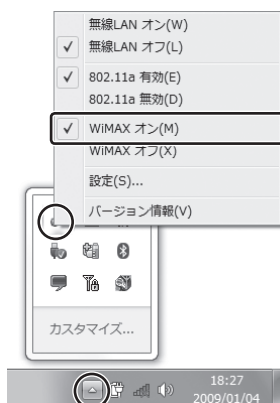 無線LAN オン(W)
無線LAN オフ(L)
802.11a 有効(E)
802.11a 無効(D)
WiMAX オン(M)
WiMAX オフ(X)
設定(S)...
バージョン情報(V)
カスタマイズ...
18:27
2009/01/04